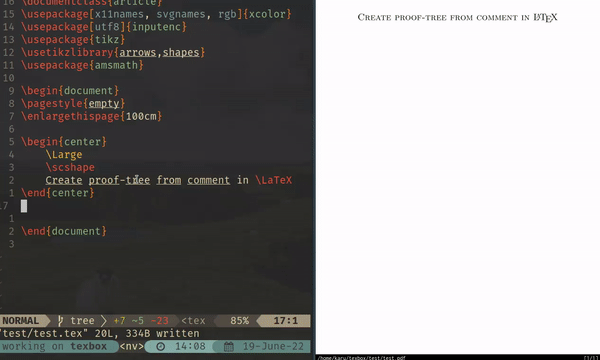 16 \documentclass{article}
15 \usepackage[x11names, svgnames, rgb]{xcolor}
14 \usepackage[utf8]{inputenc}
13 \usepackage{tikz}
12 \usetikzlibrary{arrows,shapes}
11 \usepackage{amsmath}
10
9 \begin{document}
8 \pagestyle{empty}
7 \enlargethispage{100cm}
6
5 \begin{center}
4 \Large
3 \scshape
2 Create proof-tree from comment in \LaTeX
1 \end{center}
17
1
2 \end{document}
3
NORMAL tree +7 ~5 -23 <tex 85% 17:1
"test/test.tex" 20L, 334B written
working on texbox <nv> 14:08 19-June-22
Create proof-tree from comment in LaTeX
/home/karu/texbox/test/test.pdf [1/1]